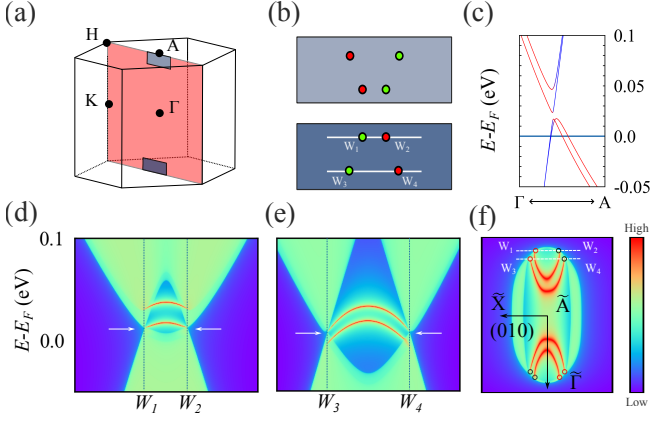 (a)
H
A
K
Γ
(b)
W1 W2
W3 W4
(c)
E-EF (eV)
0.1
0.0
-0.05
Γ A
(d)
E-EF (eV)
0.1
0.0
W1 W2
(e)
W3 W4
(f)
W1 W2
W3 W4
X̃ Ã
(010)
Γ̃
High
Low